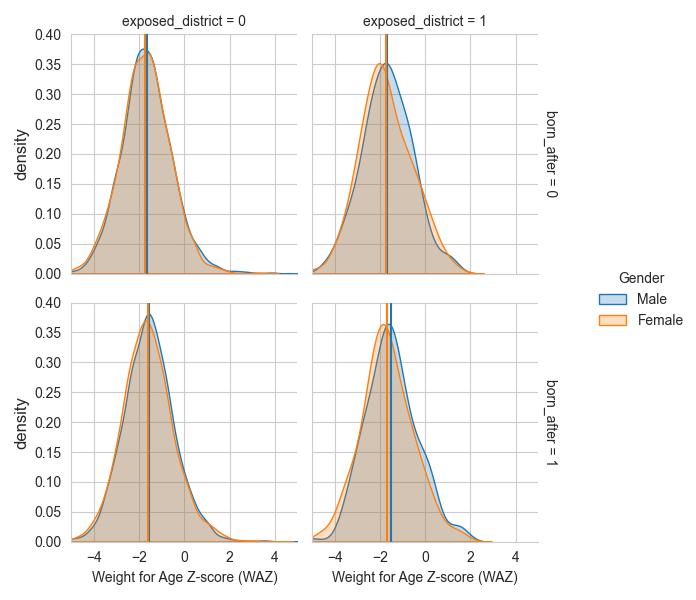 exposed_district = 0
exposed_district = 1
0.40
0.35
0.30
0.25
0.20
0.15
0.10
0.05
0.00
density
born_after = 0
Gender
Male
Female
0.40
0.35
0.30
0.25
0.20
0.15
0.10
0.05
0.00
density
born_after = 1
−4 −2 0 2 4
−4 −2 0 2 4
Weight for Age Z-score (WAZ)
Weight for Age Z-score (WAZ)